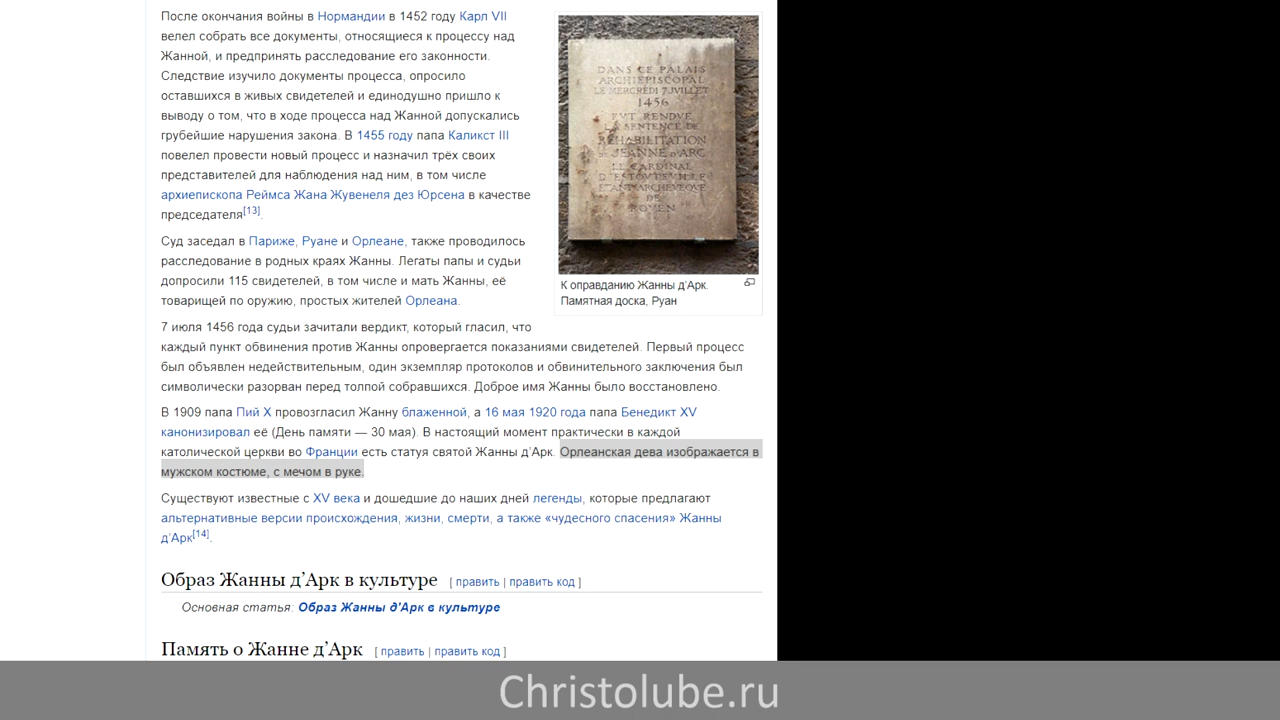 После окончания войны в Нормандии в 1452 году Карл VII
велел собрать все документы, относящиеся к процессу над
Жанной, и предпринять расследование его законности.
Следствие изучило документы процесса, опросило
оставшихся в живых свидетелей и единодушно пришло к
выводу о том, что в ходе процесса над Жанной допускались
грубейшие нарушения закона. В 1455 году папа Каликст III
повелел провести новый процесс и назначил трёх своих
представителей для наблюдения над ним, в том числе
архиепископа Реймса Жана Жувенеля дез Юрсена в качестве
председателя[13].
DANS CE PALAIS
ARCHIEPISCOPAL
LE MERCREDI 7 JVILLET
1456
FVT RENDVE
LA SENTENCE DE
REHABILITATION
DE JEANNE D'ARC
LE CARDINAL
D'ESTOVTEVILLE
ETANT ARCHEVEQVE
DE
ROVEN
К оправданию Жанны д'Арк.
Памятная доска, Руан
Суд заседал в Париже, Руане и Орлеане, также проводилось
расследование в родных краях Жанны. Легаты папы и судьи
допросили 115 свидетелей, в том числе и мать Жанны, её
товарищей по оружию, простых жителей Орлеана.
7 июля 1456 года судьи зачитали вердикт, который гласил, что
каждый пункт обвинения против Жанны опровергается показаниями свидетелей. Первый процесс
был объявлен недействительным, один экземпляр протоколов и обвинительного заключения был
символически разорван перед толпой собравшихся. Доброе имя Жанны было восстановлено.
В 1909 папа Пий X провозгласил Жанну блаженной, а 16 мая 1920 года папа Бенедикт XV
канонизировал её (День памяти — 30 мая). В настоящий момент практически в каждой
католической церкви во Франции есть статуя святой Жанны д'Арк. Орлеанская дева изображается в
мужском костюме, с мечом в руке.
Существуют известные с XV века и дошедшие до наших дней легенды, которые предлагают
альтернативные версии происхождения, жизни, смерти, а также «чудесного спасения» Жанны
д'Арк[14].
Образ Жанны д'Арк в культуре [ править | править код ]
Основная статья: Образ Жанны д'Арк в культуре
Память о Жанне д'Арк [ править | править код ]
Christolube.ru